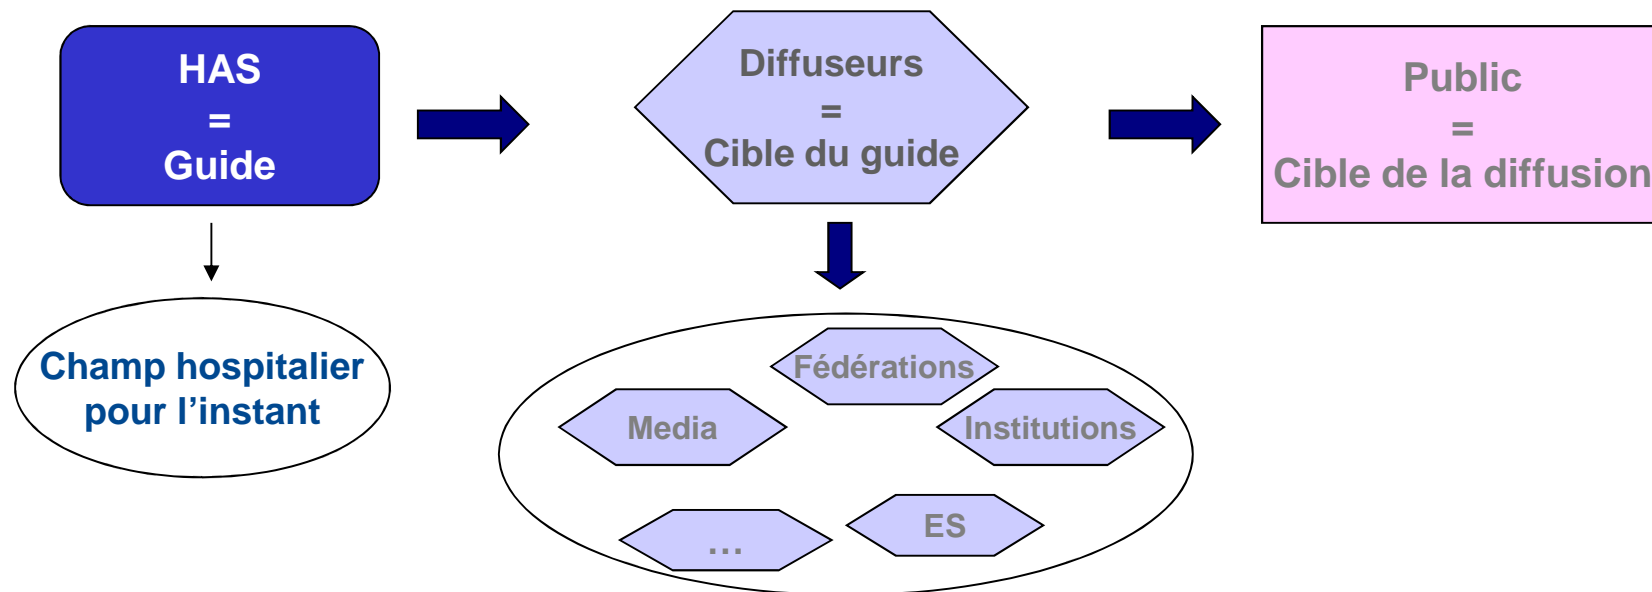 HAS
=
Guide
Diffuseurs
=
Cible du guide
Public
=
Cible de la diffusion
Champ hospitalier
pour l’instant
Fédérations
Media
Institutions
ES
…